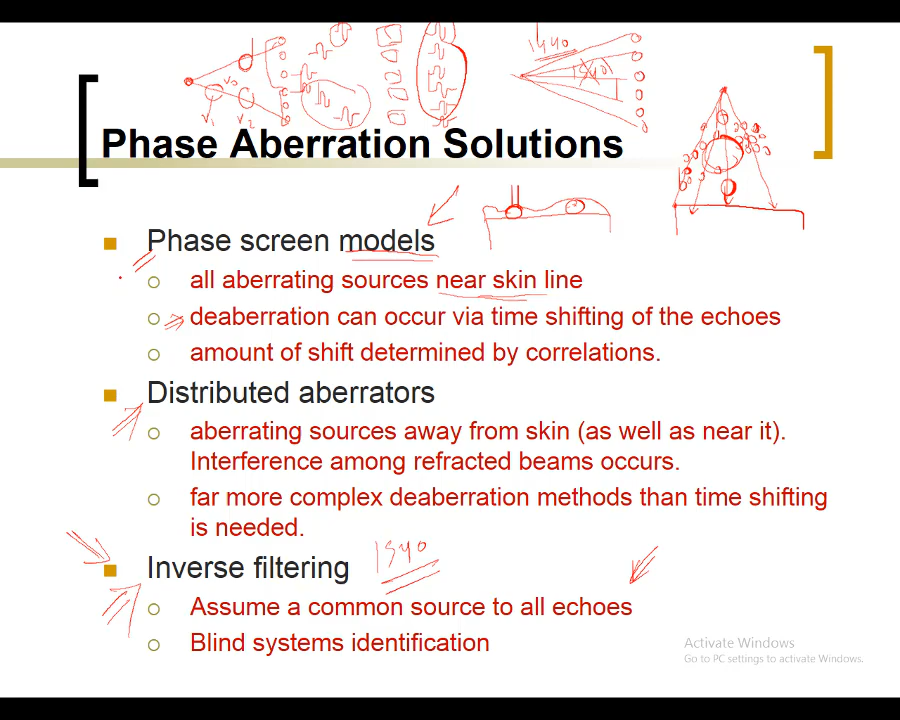 1540
1540
V0
V1
V2
Phase Aberration Solutions
Phase screen models
all aberrating sources near skin line
deaberration can occur via time shifting of the echoes
amount of shift determined by correlations.
Distributed aberrators
aberrating sources away from skin (as well as near it).
Interference among refracted beams occurs.
far more complex deaberration methods than time shifting
is needed.
Inverse filtering 1540
Assume a common source to all echoes
Blind systems identification
Activate Windows
Go to PC settings to activate Windows.